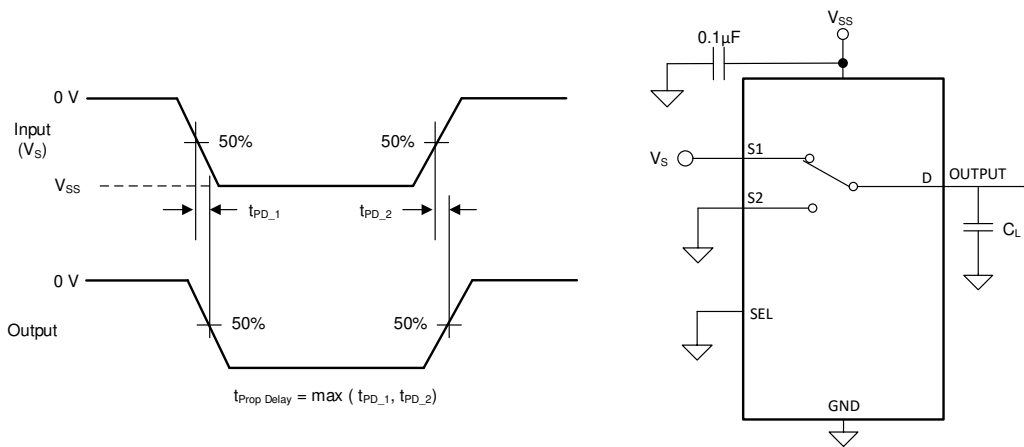 0 V
Input
(VS)
50%
50%
VSS
tPD_1
tPD_2
0 V
Output
50%
50%
tProp Delay = max ( tPD_1, tPD_2)
VSS
0.1µF
VS
S1
S2
D
OUTPUT
CL
SEL
GND